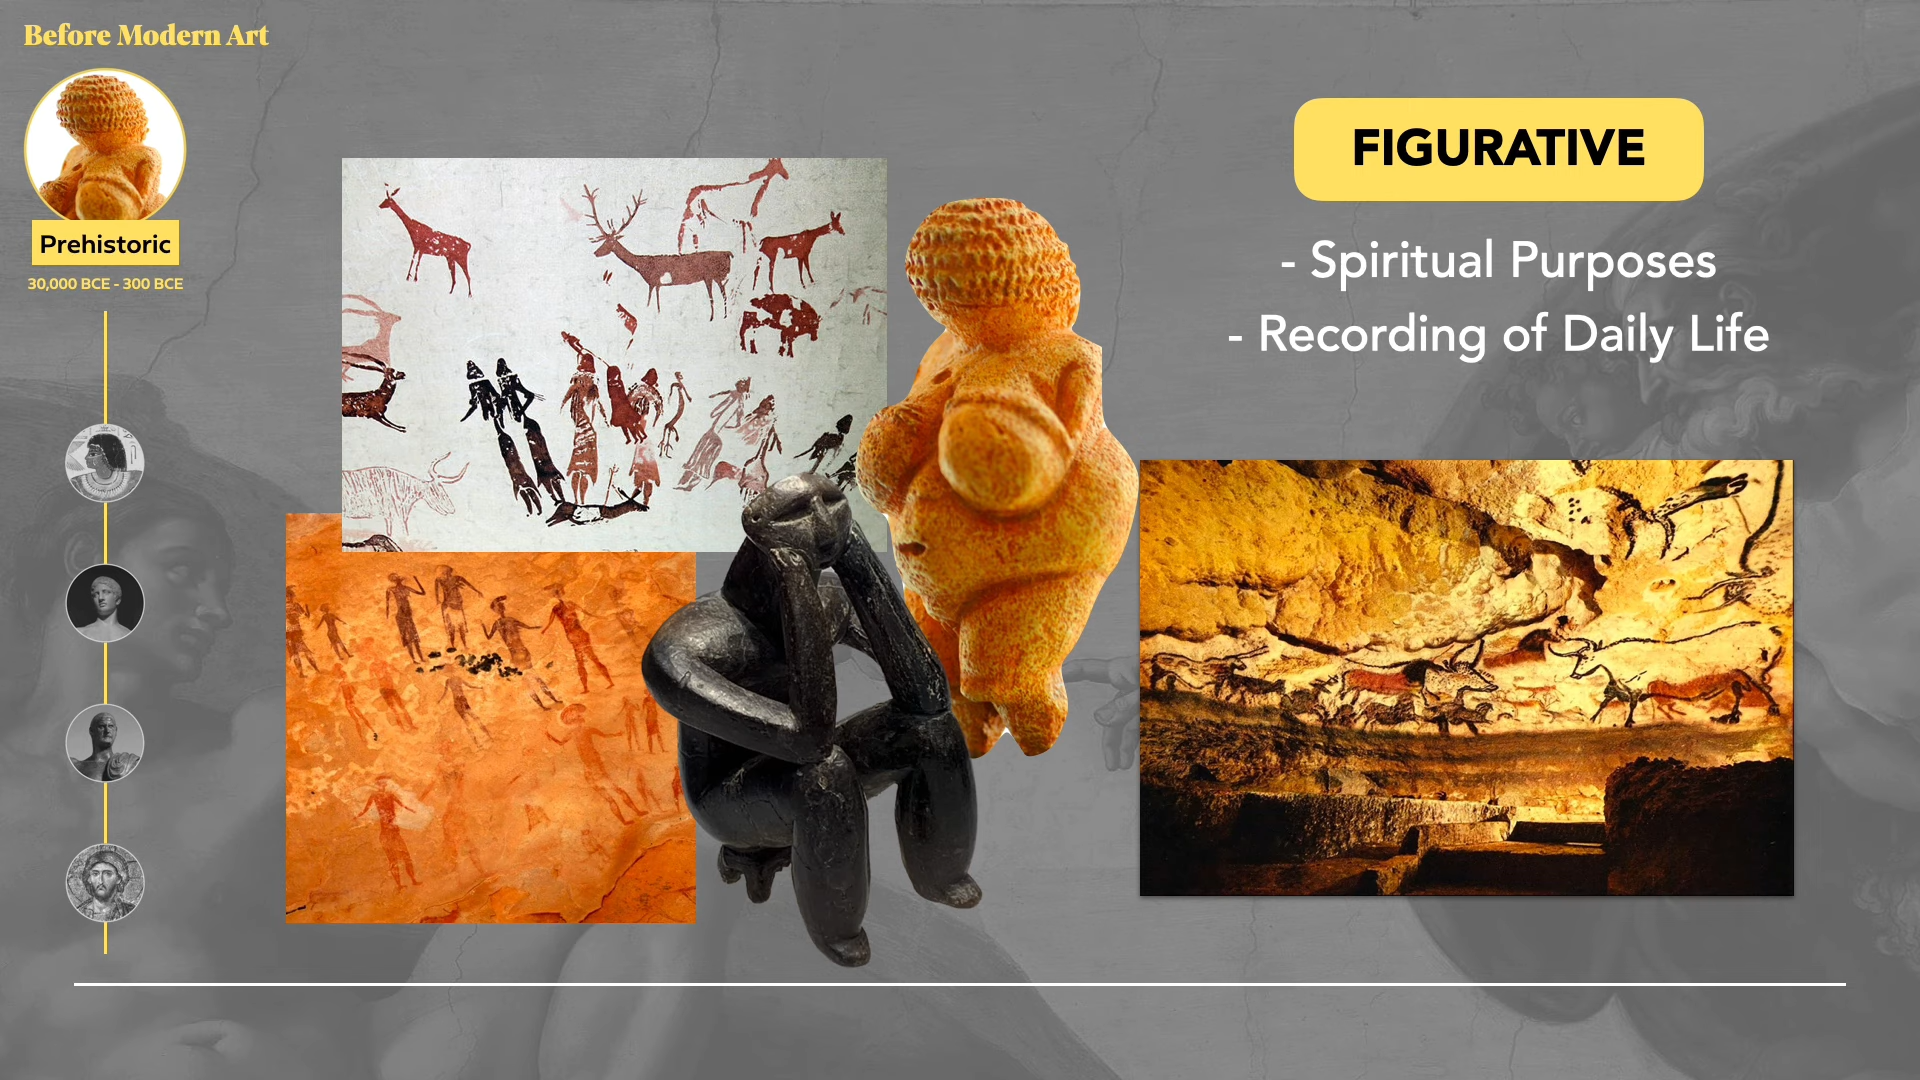 Before Modern Art
Prehistoric
30,000 BCE - 300 BCE
FIGURATIVE
- Spiritual Purposes
- Recording of Daily Life